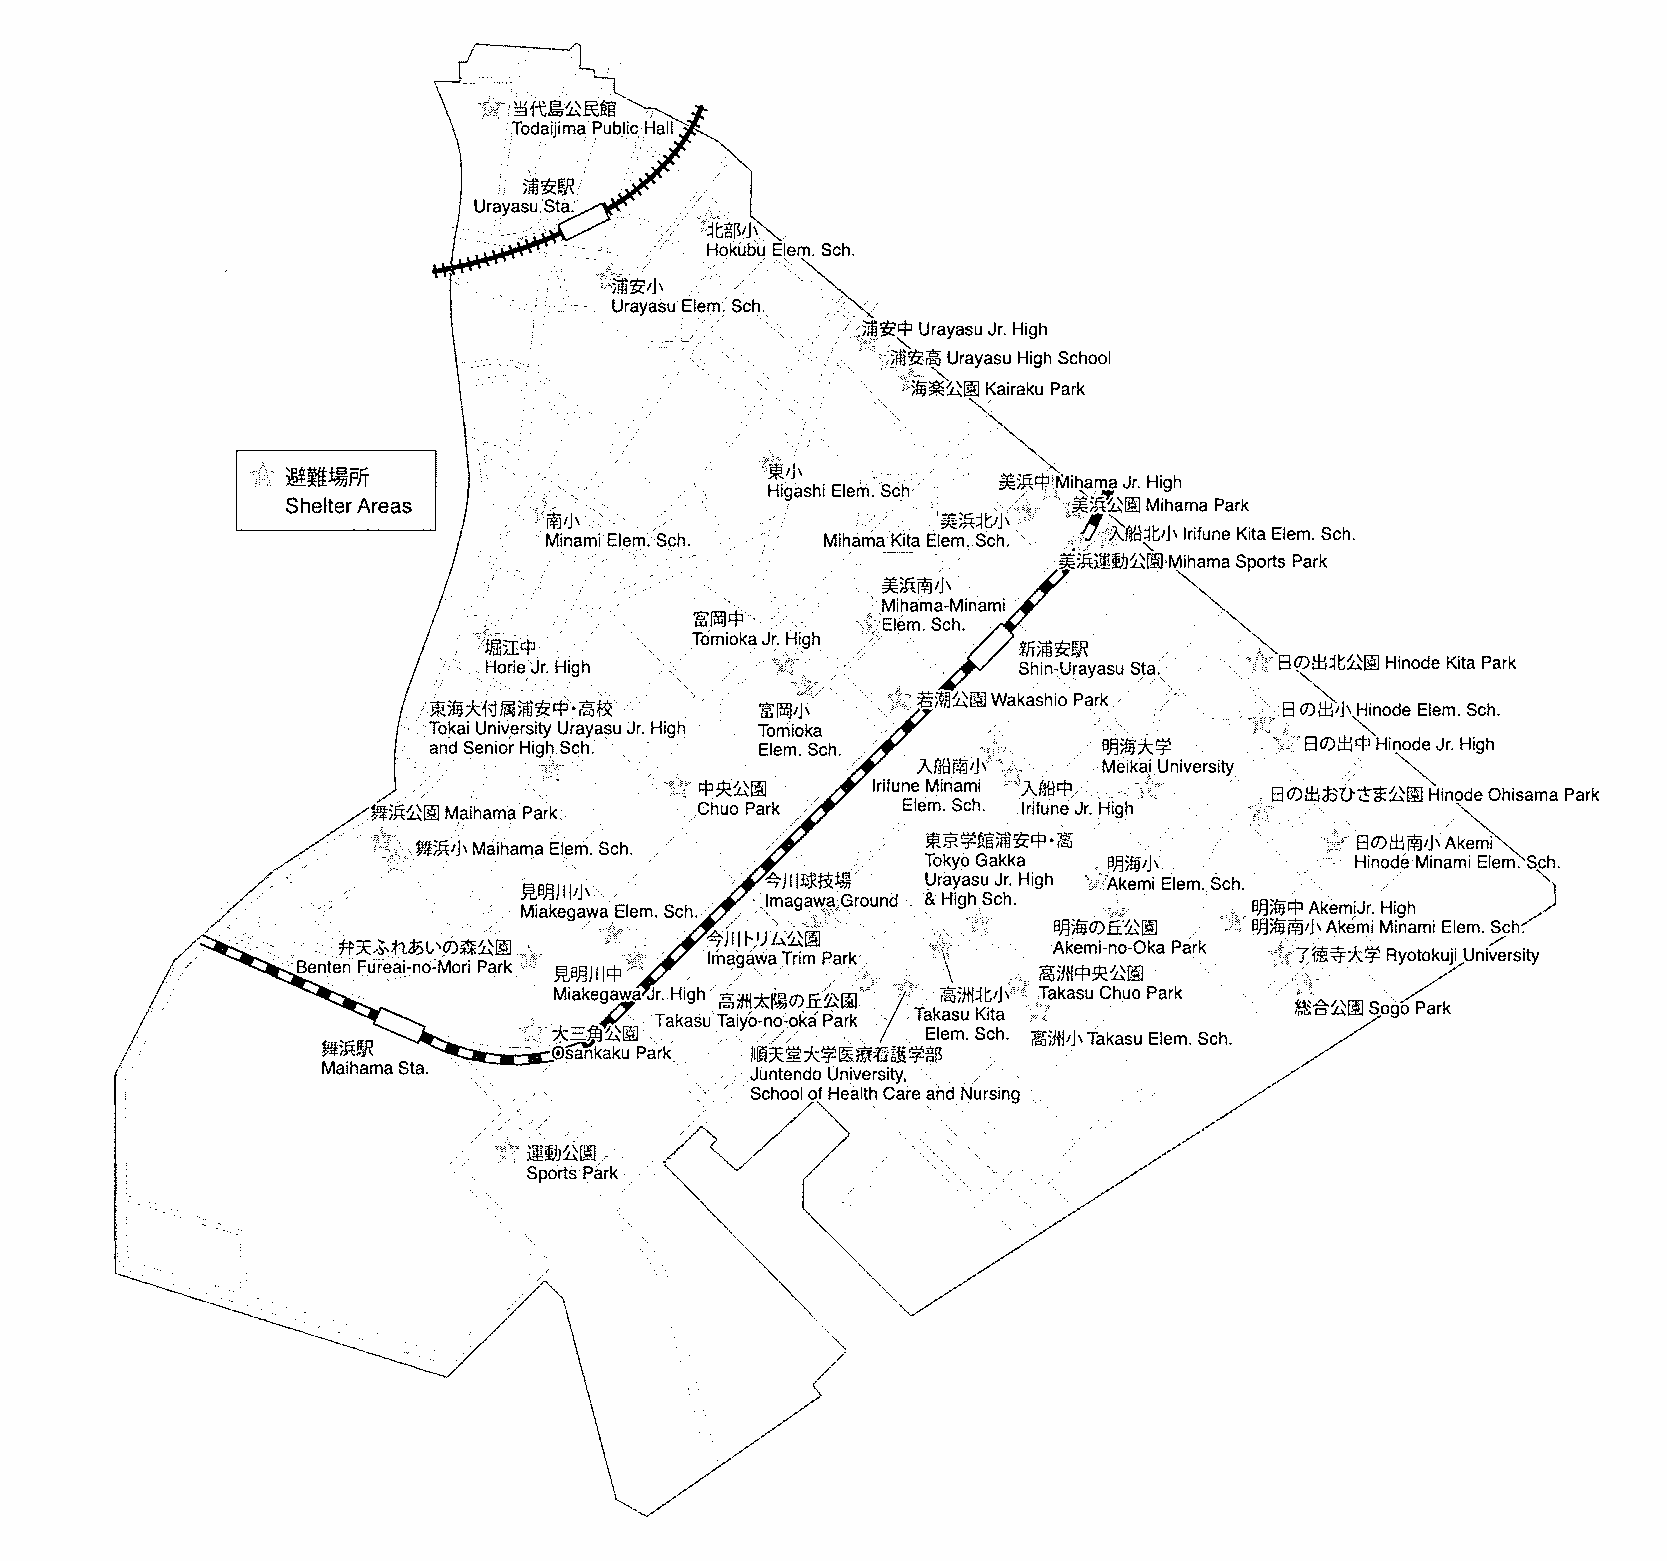 当代島公民館
Todaijima Public Hall
浦安駅
Urayasu Sta.
北部小
Hokubu Elem. Sch.
浦安小
Urayasu Elem. Sch.
浦安中 Urayasu Jr. High
浦安高 Urayasu High School
海楽公園 Kairaku Park
避難場所
Shelter Areas
東小
Higashi Elem. Sch.
美浜中 Mihama Jr. High
美浜公園 Mihama Park
南小
Minami Elem. Sch.
美浜北小
Mihama Kita Elem. Sch.
入船北小 Irifune Kita Elem. Sch.
美浜運動公園 Mihama Sports Park
美浜南小
Mihama-Minami
Elem. Sch.
富岡中
Tomioka Jr. High
堀江中
Horie Jr. High
新浦安駅
Shin-Urayasu Sta.
日の出北公園 Hinode Kita Park
東海大付属浦安中・高校
Tokai University Urayasu Jr. High
and Senior High Sch.
富岡小
Tomioka
Elem. Sch.
若潮公園 Wakashio Park
日の出小 Hinode Elem. Sch.
日の出中 Hinode Jr. High
明海大学
Meikai University
入船南小
Irifune Minami
Elem. Sch.
入船中
Irifune Jr. High
中央公園
Chuo Park
日の出おひさま公園 Hinode Ohisama Park
舞浜公園 Maihama Park
舞浜小 Maihama Elem. Sch.
東京学館浦安中・高
Tokyo Gakka
Urayasu Jr. High
& High Sch.
明海小
Akemi Elem. Sch.
日の出南小 Akemi
Hinode Minami Elem. Sch.
見明川小
Miakegawa Elem. Sch.
今川球技場
Imagawa Ground
明海中 AkemiJr. High
明海南小 Akemi Minami Elem. Sch.
明海の丘公園
Akemi-no-Oka Park
弁天ふれあいの森公園
Benten Fureai-no-Mori Park
今川トリム公園
Imagawa Trim Park
了徳寺大学 Ryotokuji University
見明川中
Miakegawa Jr. High
高洲太陽の丘公園
Takasu Taiyo-no-oka Park
高洲北小
Takasu Kita
Elem. Sch.
高洲中央公園
Takasu Chuo Park
総合公園 Sogo Park
大三角公園
Osankaku Park
高洲小 Takasu Elem. Sch.
舞浜駅
Maihama Sta.
順天堂大学医療看護学部
Juntendo University,
School of Health Care and Nursing
運動公園
Sports Park